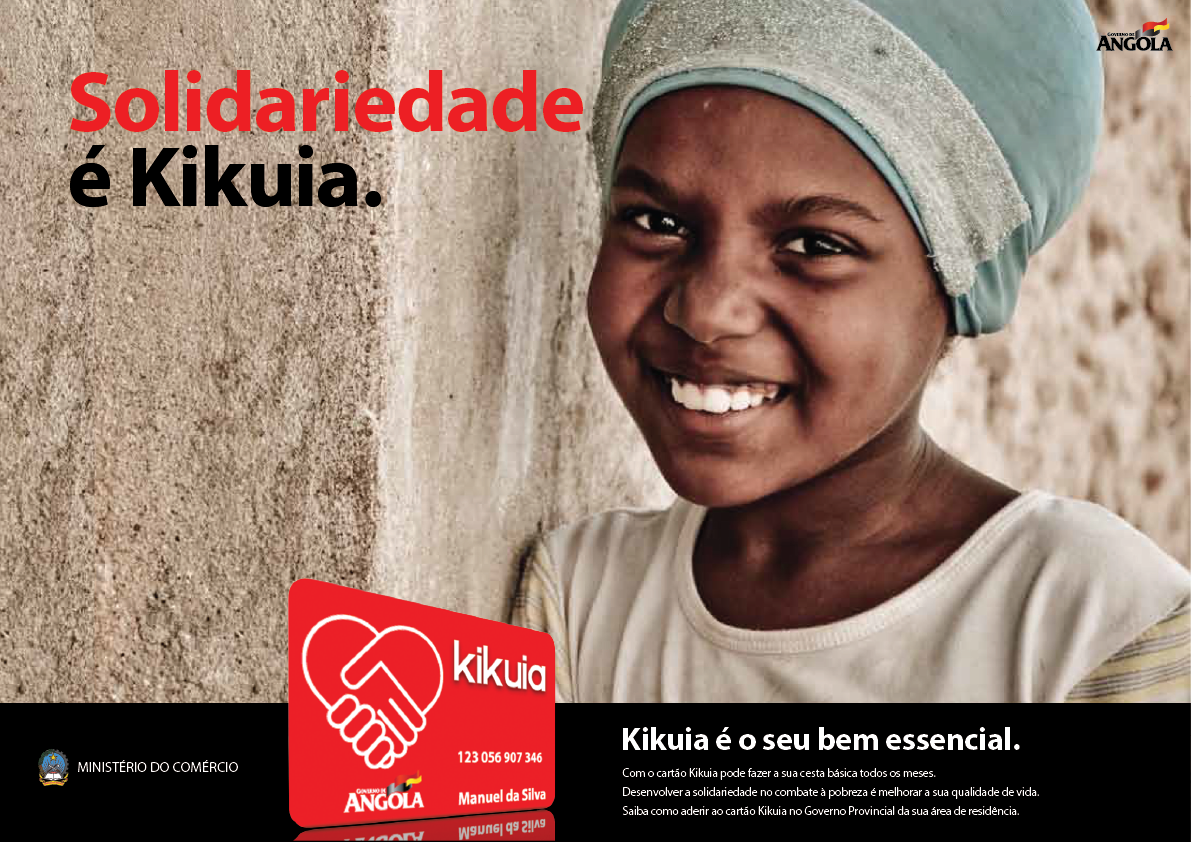 Solidariedade
é Kikuia.
GOVERNO DE
ANGOLA
kikuia
123 056 907 346
GOVERNO DE
ANGOLA
Manuel da Silva
MINISTÉRIO DO COMÉRCIO
Kikuia é o seu bem essencial.
Com o cartão Kikuia pode fazer a sua cesta básica todos os meses.
Desenvolver a solidariedade no combate à pobreza é melhorar a sua qualidade de vida.
Saiba como aderir ao cartão Kikuia no Governo Provincial da sua área de residência.